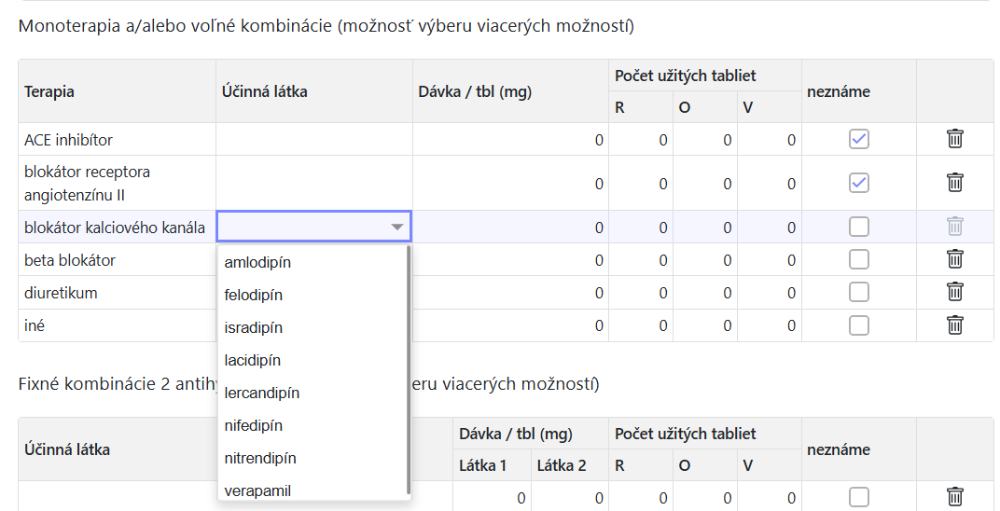 Monoterapia a/alebo voľné kombinácie (možnosť výberu viacerých možností)
Terapia Účinná látka Dávka / tbl (mg) Počet užitých tabliet neznáme
R O V
ACE inhibítor 0 0 0 0
blokátor receptora
angiotenzínu II 0 0 0 0
blokátor kalciového kanála 0 0 0 0
beta blokátor 0 0 0 0
diuretikum 0 0 0 0
iné 0 0 0 0
amlodipín
felodipín
isradipín
lacidipín
lercandipín
nifedipín
nitrendipín
verapamil
Fixné kombinácie 2 viacerých možností)
Účinná látka Dávka / tbl (mg) Počet užitých tabliet neznáme
Látka 1 Látka 2 R O V
0 0 0 0 0